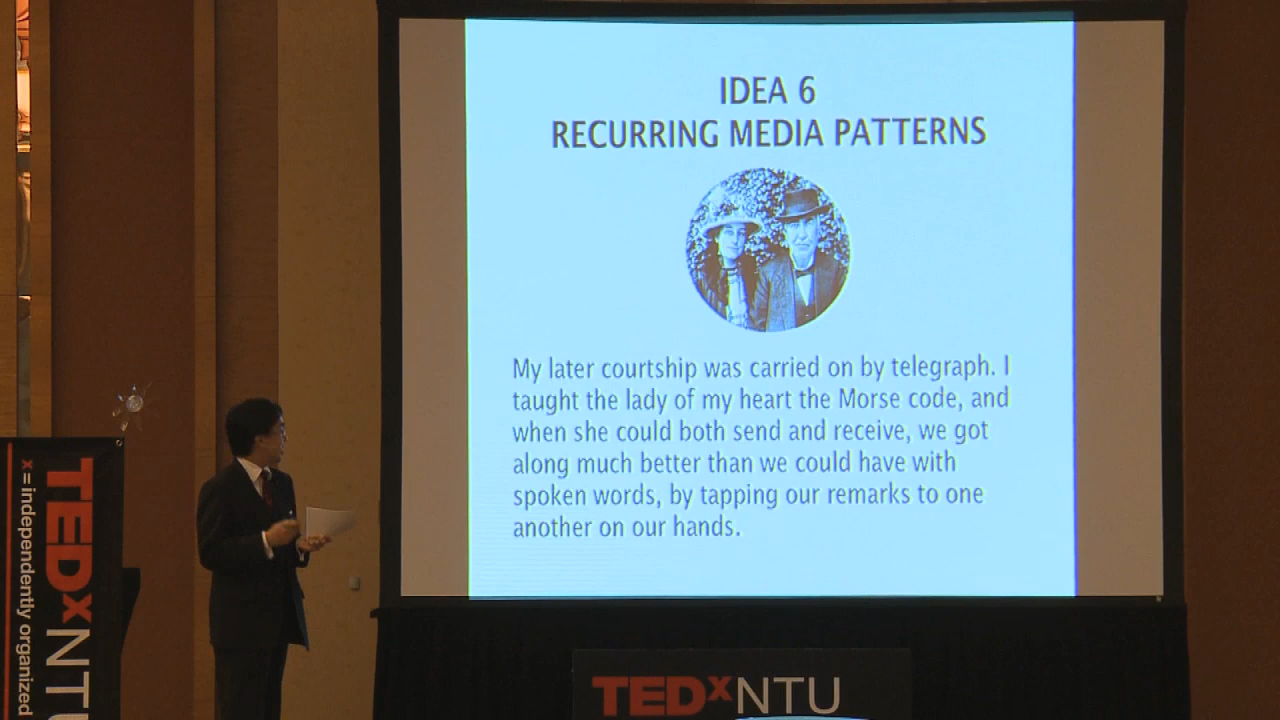 IDEA 6
RECURRING MEDIA PATTERNS
My later courtship was carried on by telegraph. I
taught the lady of my heart the Morse code, and
when she could both send and receive, we got
along much better than we could have with
spoken words, by tapping our remarks to one
another on our hands.
TEDxNTU
x = independently organized
TEDxNTU